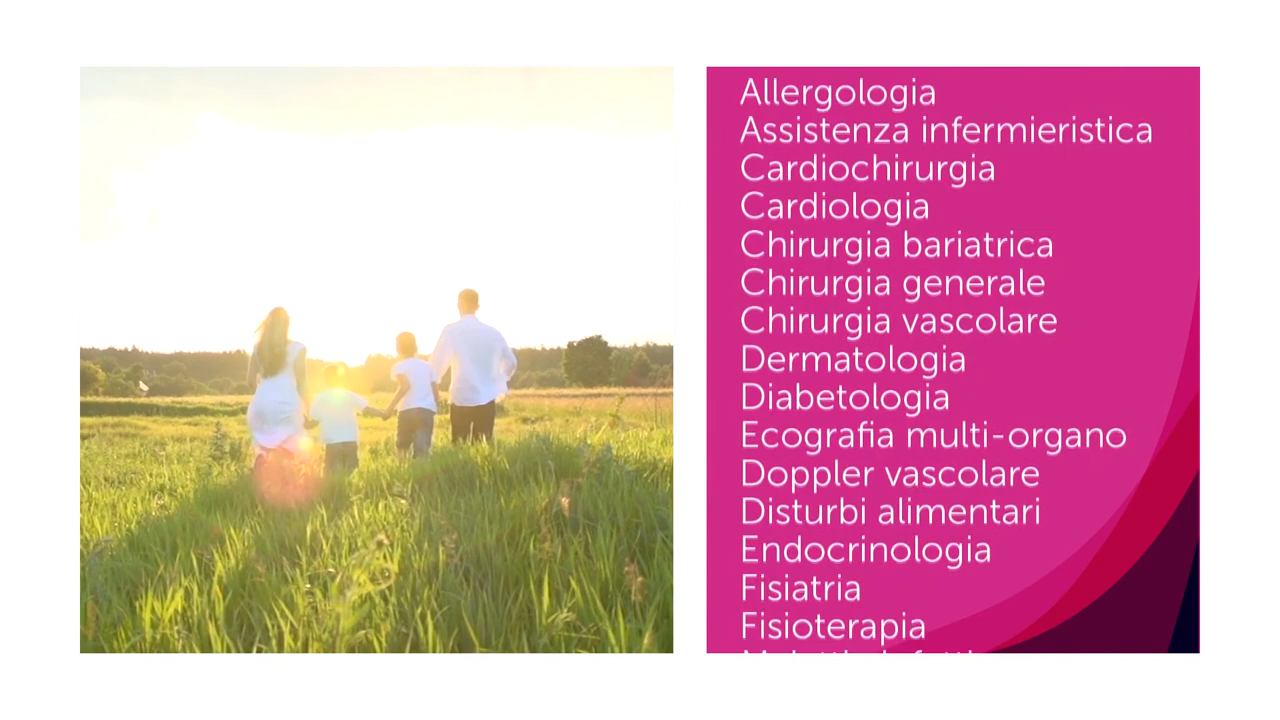 Allergologia
Assistenza infermieristica
Cardiochirurgia
Cardiologia
Chirurgia bariatrica
Chirurgia generale
Chirurgia vascolare
Dermatologia
Diabetologia
Ecografia multi-organo
Doppler vascolare
Disturbi alimentari
Endocrinologia
Fisiatria
Fisioterapia